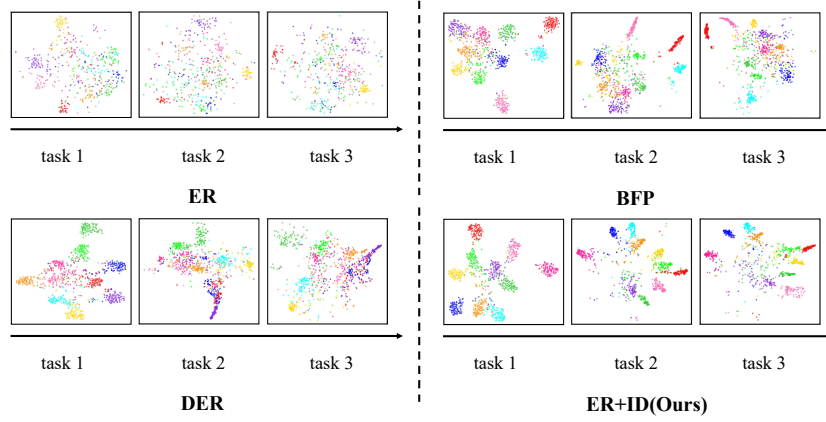 task 1 task 2 task 3
ER
task 1 task 2 task 3
BFP
task 1 task 2 task 3
DER
task 1 task 2 task 3
ER+ID(Ours)